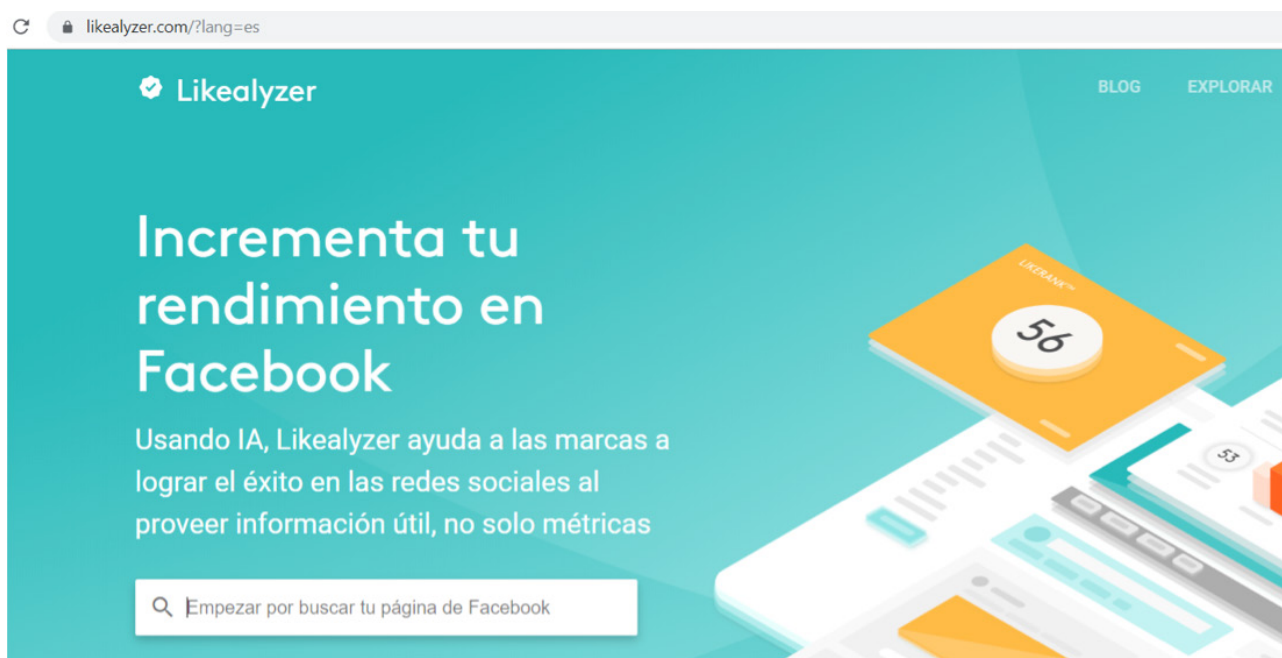 likealyzer.com/?lang=es
Likealyzer
BLOG EXPLORAR
Incrementa tu
rendimiento en
Facebook
Usando IA, Likealyzer ayuda a las marcas a
lograr el éxito en las redes sociales al
proveer información útil, no solo métricas
Empezar por buscar tu página de Facebook
LIKERANK™
56
53